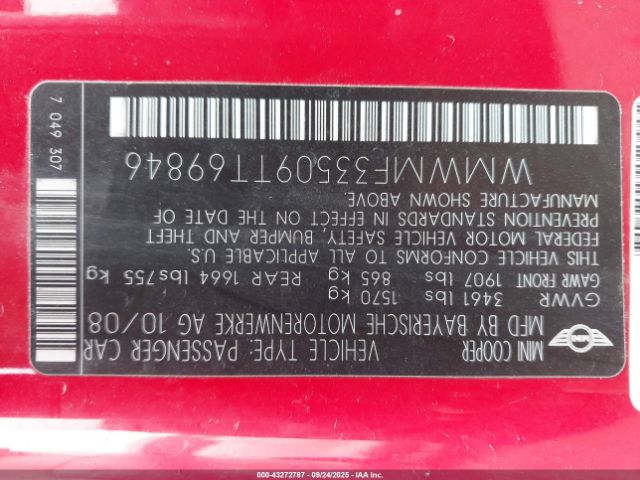 MINI COOPER
VEHICLE TYPE: PASSENGER CAR
MFD BY BAYERISCHE MOTORENWERKE AG 10/08
GVWR 3461 lbs 1570 kg
GAWR FRONT 1907 lbs 865 kg REAR 1664 lbs 755 kg
THIS VEHICLE CONFORMS TO ALL APPLICABLE U.S.
FEDERAL MOTOR VEHICLE SAFETY, BUMPER AND THEFT
PREVENTION STANDARDS IN EFFECT ON THE DATE OF
MANUFACTURE SHOWN ABOVE.
WMWMF33509TT69846
7 049 307
MINI
000-43272787 - 09/24/2025 - IAA Inc.